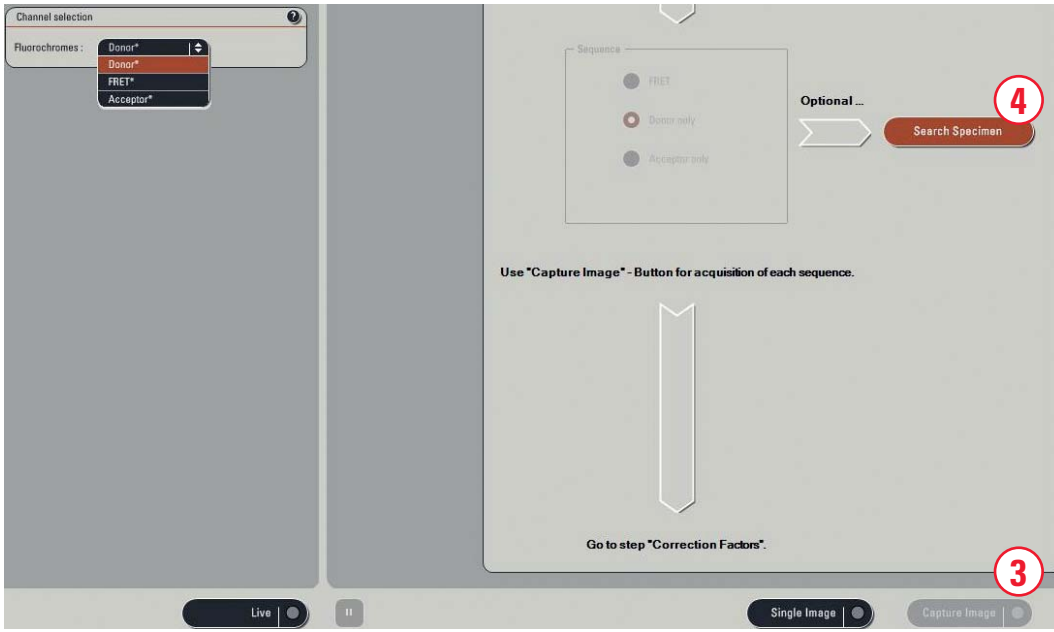 Channel selection ?
Fluorochromes : Donor*
Donor*
FRET*
Acceptor*
Sequence
FRET
Donor only
Acceptor only
Optional ...
4
Search Specimen
Use "Capture Image" - Button for acquisition of each sequence.
Go to step "Correction Factors".
3
Live
Single Image
Capture Image